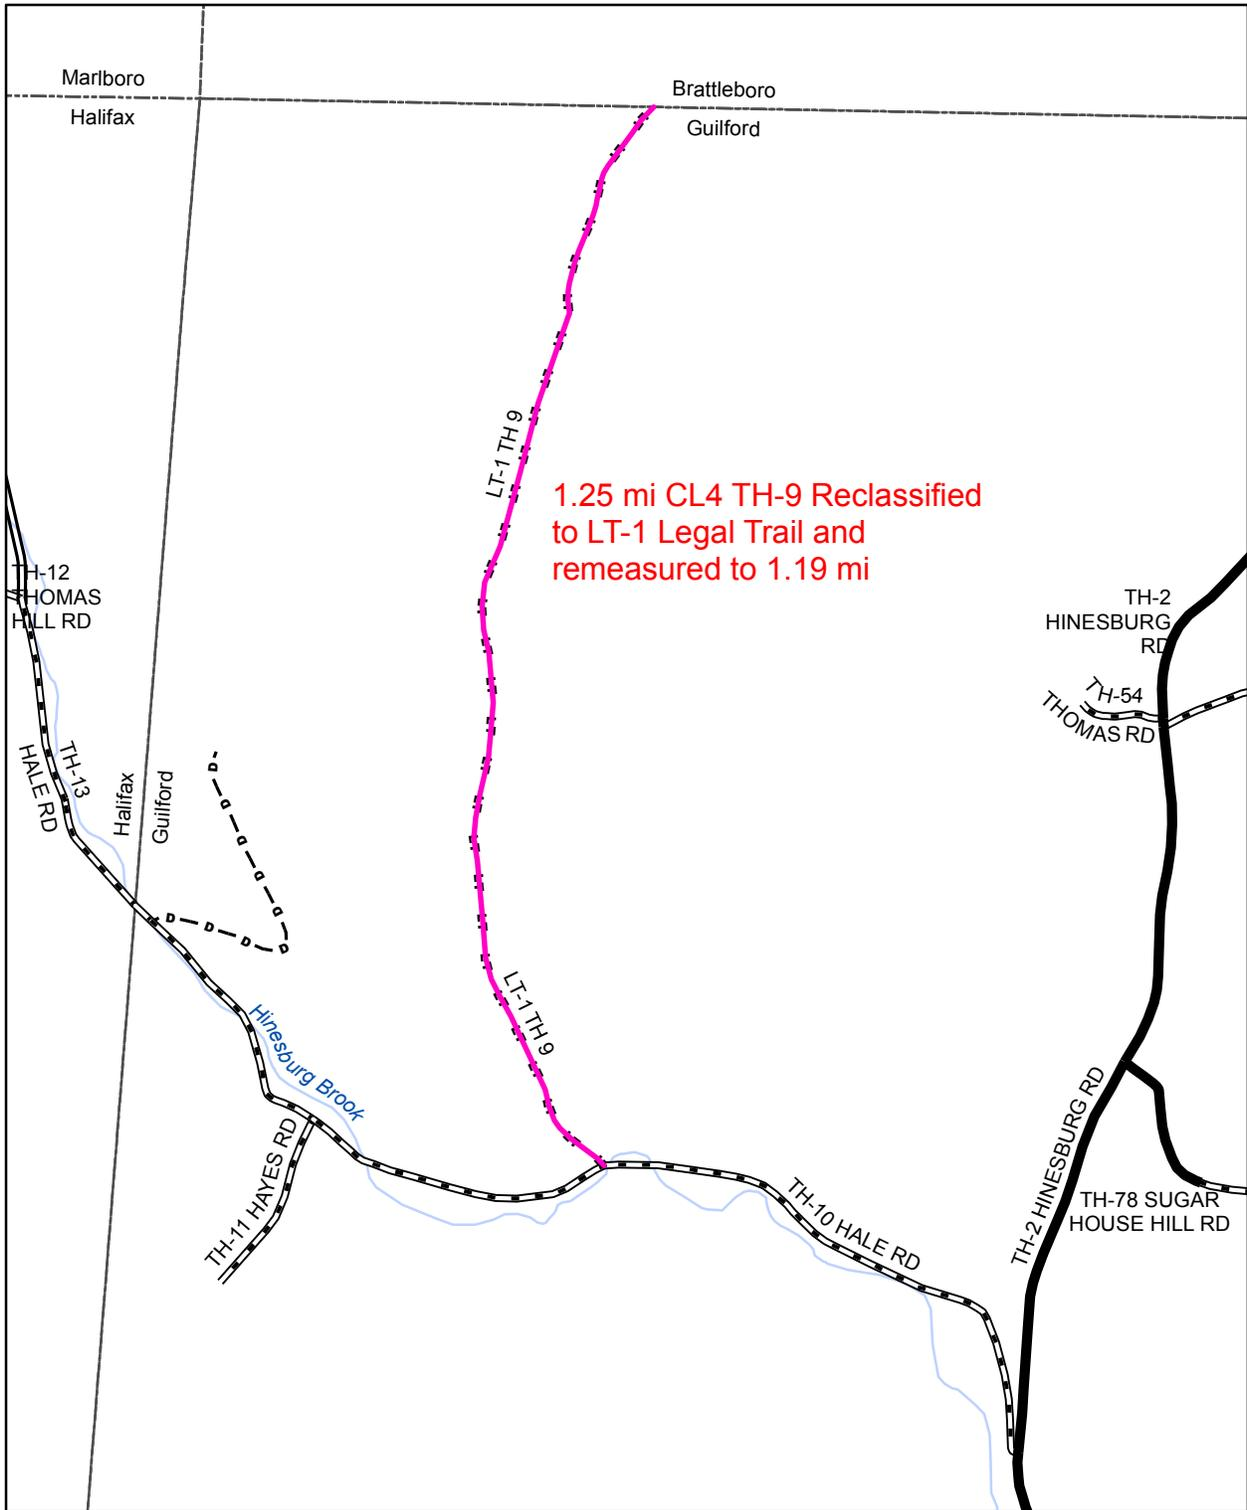 Marlboro
Halifax
Brattleboro
Guilford
LT-1 TH 9
1.25 mi CL4 TH-9 Reclassified
to LT-1 Legal Trail and
remeasured to 1.19 mi
TH-12
THOMAS
HILL RD
TH-2
HINESBURG
RD
TH-54
THOMAS RD
TH-13
HALE RD
Halifax
Guilford
D
D
D
D
D
D
D
D
D
LT-1 TH 9
Hinesburg Brook
TH-11 HAYES RD
TH-10 HALE RD
TH-2 HINESBURG RD
TH-78 SUGAR
HOUSE HILL RD